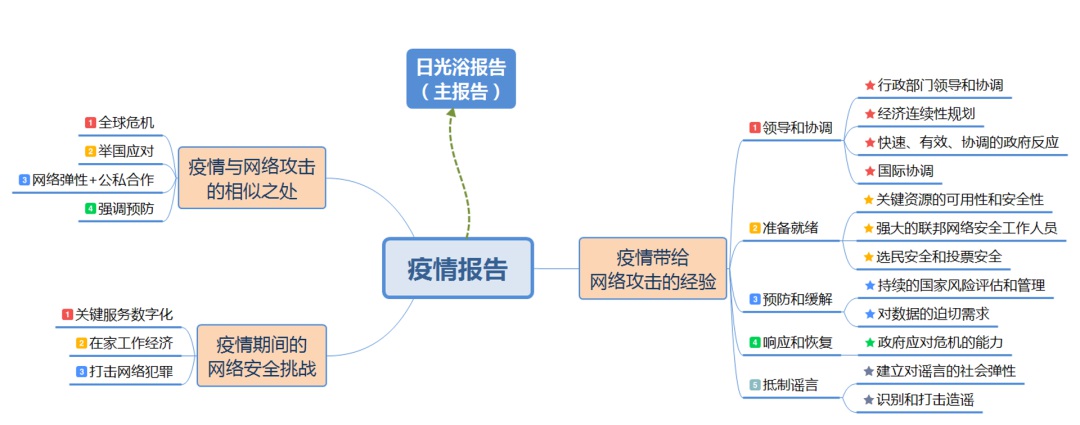 日光浴报告
（主报告）
疫情报告
疫情与网络攻击
的相似之处
1 全球危机
2 举国应对
3 网络弹性+公私合作
4 强调预防
疫情期间的
网络安全挑战
1 关键服务数字化
2 在家工作经济
3 打击网络犯罪
疫情带给
网络攻击的经验
1 领导和协调
行政部门领导和协调
经济连续性规划
快速、有效、协调的政府反应
国际协调
2 准备就绪
关键资源的可用性和安全性
强大的联邦网络安全工作人员
选民安全和投票安全
3 预防和缓解
持续的国家风险评估和管理
对数据的迫切需求
4 响应和恢复
政府应对危机的能力
5 抵制谣言
建立对谣言的社会弹性
识别和打击造谣